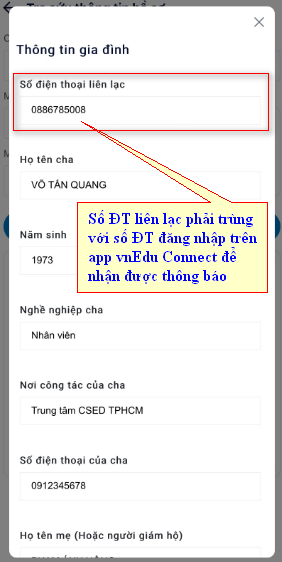 Thông tin gia đình
Số điện thoại liên lạc
0886785008
Họ tên cha
VÕ TẤN QUANG
Số ĐT liên lạc phải trùng
với số ĐT đăng nhập trên
app vnEdu Connect để
nhận được thông báo
Năm sinh
1973
Nghề nghiệp cha
Nhân viên
Nơi công tác của cha
Trung tâm CSED TPHCM
Số điện thoại của cha
0912345678
Họ tên mẹ (Hoặc người giám hộ)